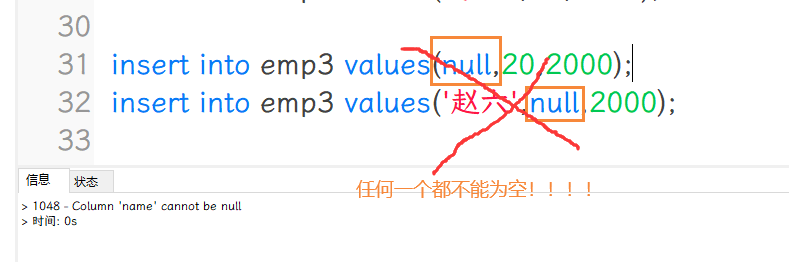 30
31 insert into emp3 values(null,20,2000);
32 insert into emp3 values('赵六',null,2000);
33
信息 状态
任何一个都不能为空！！！！
> 1048 - Column 'name' cannot be null
> 时间: 0s